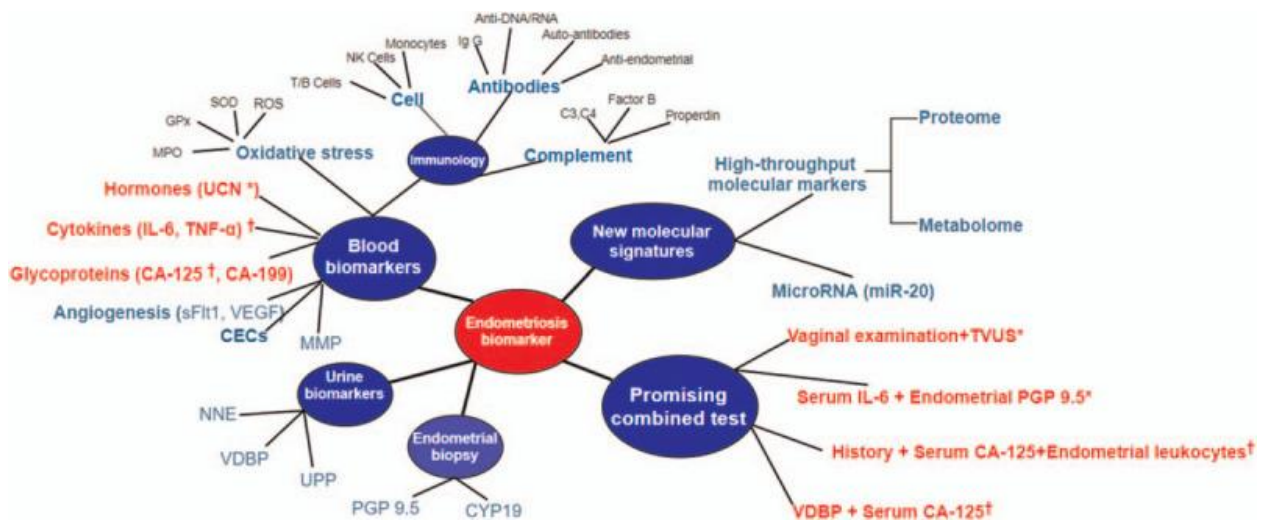 Anti-DNA/RNA
Monocytes
Ig G
Auto-antibodies
NK Cells
Anti-endometrial
T/B Cells
Cell
Antibodies
SOD
ROS
GPx
MPO
Oxidative stress
Immunology
C3,C4
Factor B
Properdin
Complement
Proteome
High-throughput
molecular markers
Metabolome
Hormones (UCN *)
Cytokines (IL-6, TNF-α) †
Glycoproteins (CA-125 †, CA-199)
Angiogenesis (sFlt1, VEGF)
CECs
MMP
Blood
biomarkers
New molecular
signatures
MicroRNA (miR-20)
Endometriosis
biomarker
Vaginal examination+TVUS*
Serum IL-6 + Endometrial PGP 9.5*
Promising
combined test
History + Serum CA-125+Endometrial leukocytes†
VDBP + Serum CA-125†
Urine
biomarkers
NNE
VDBP
UPP
Endometrial
biopsy
PGP 9.5
CYP19